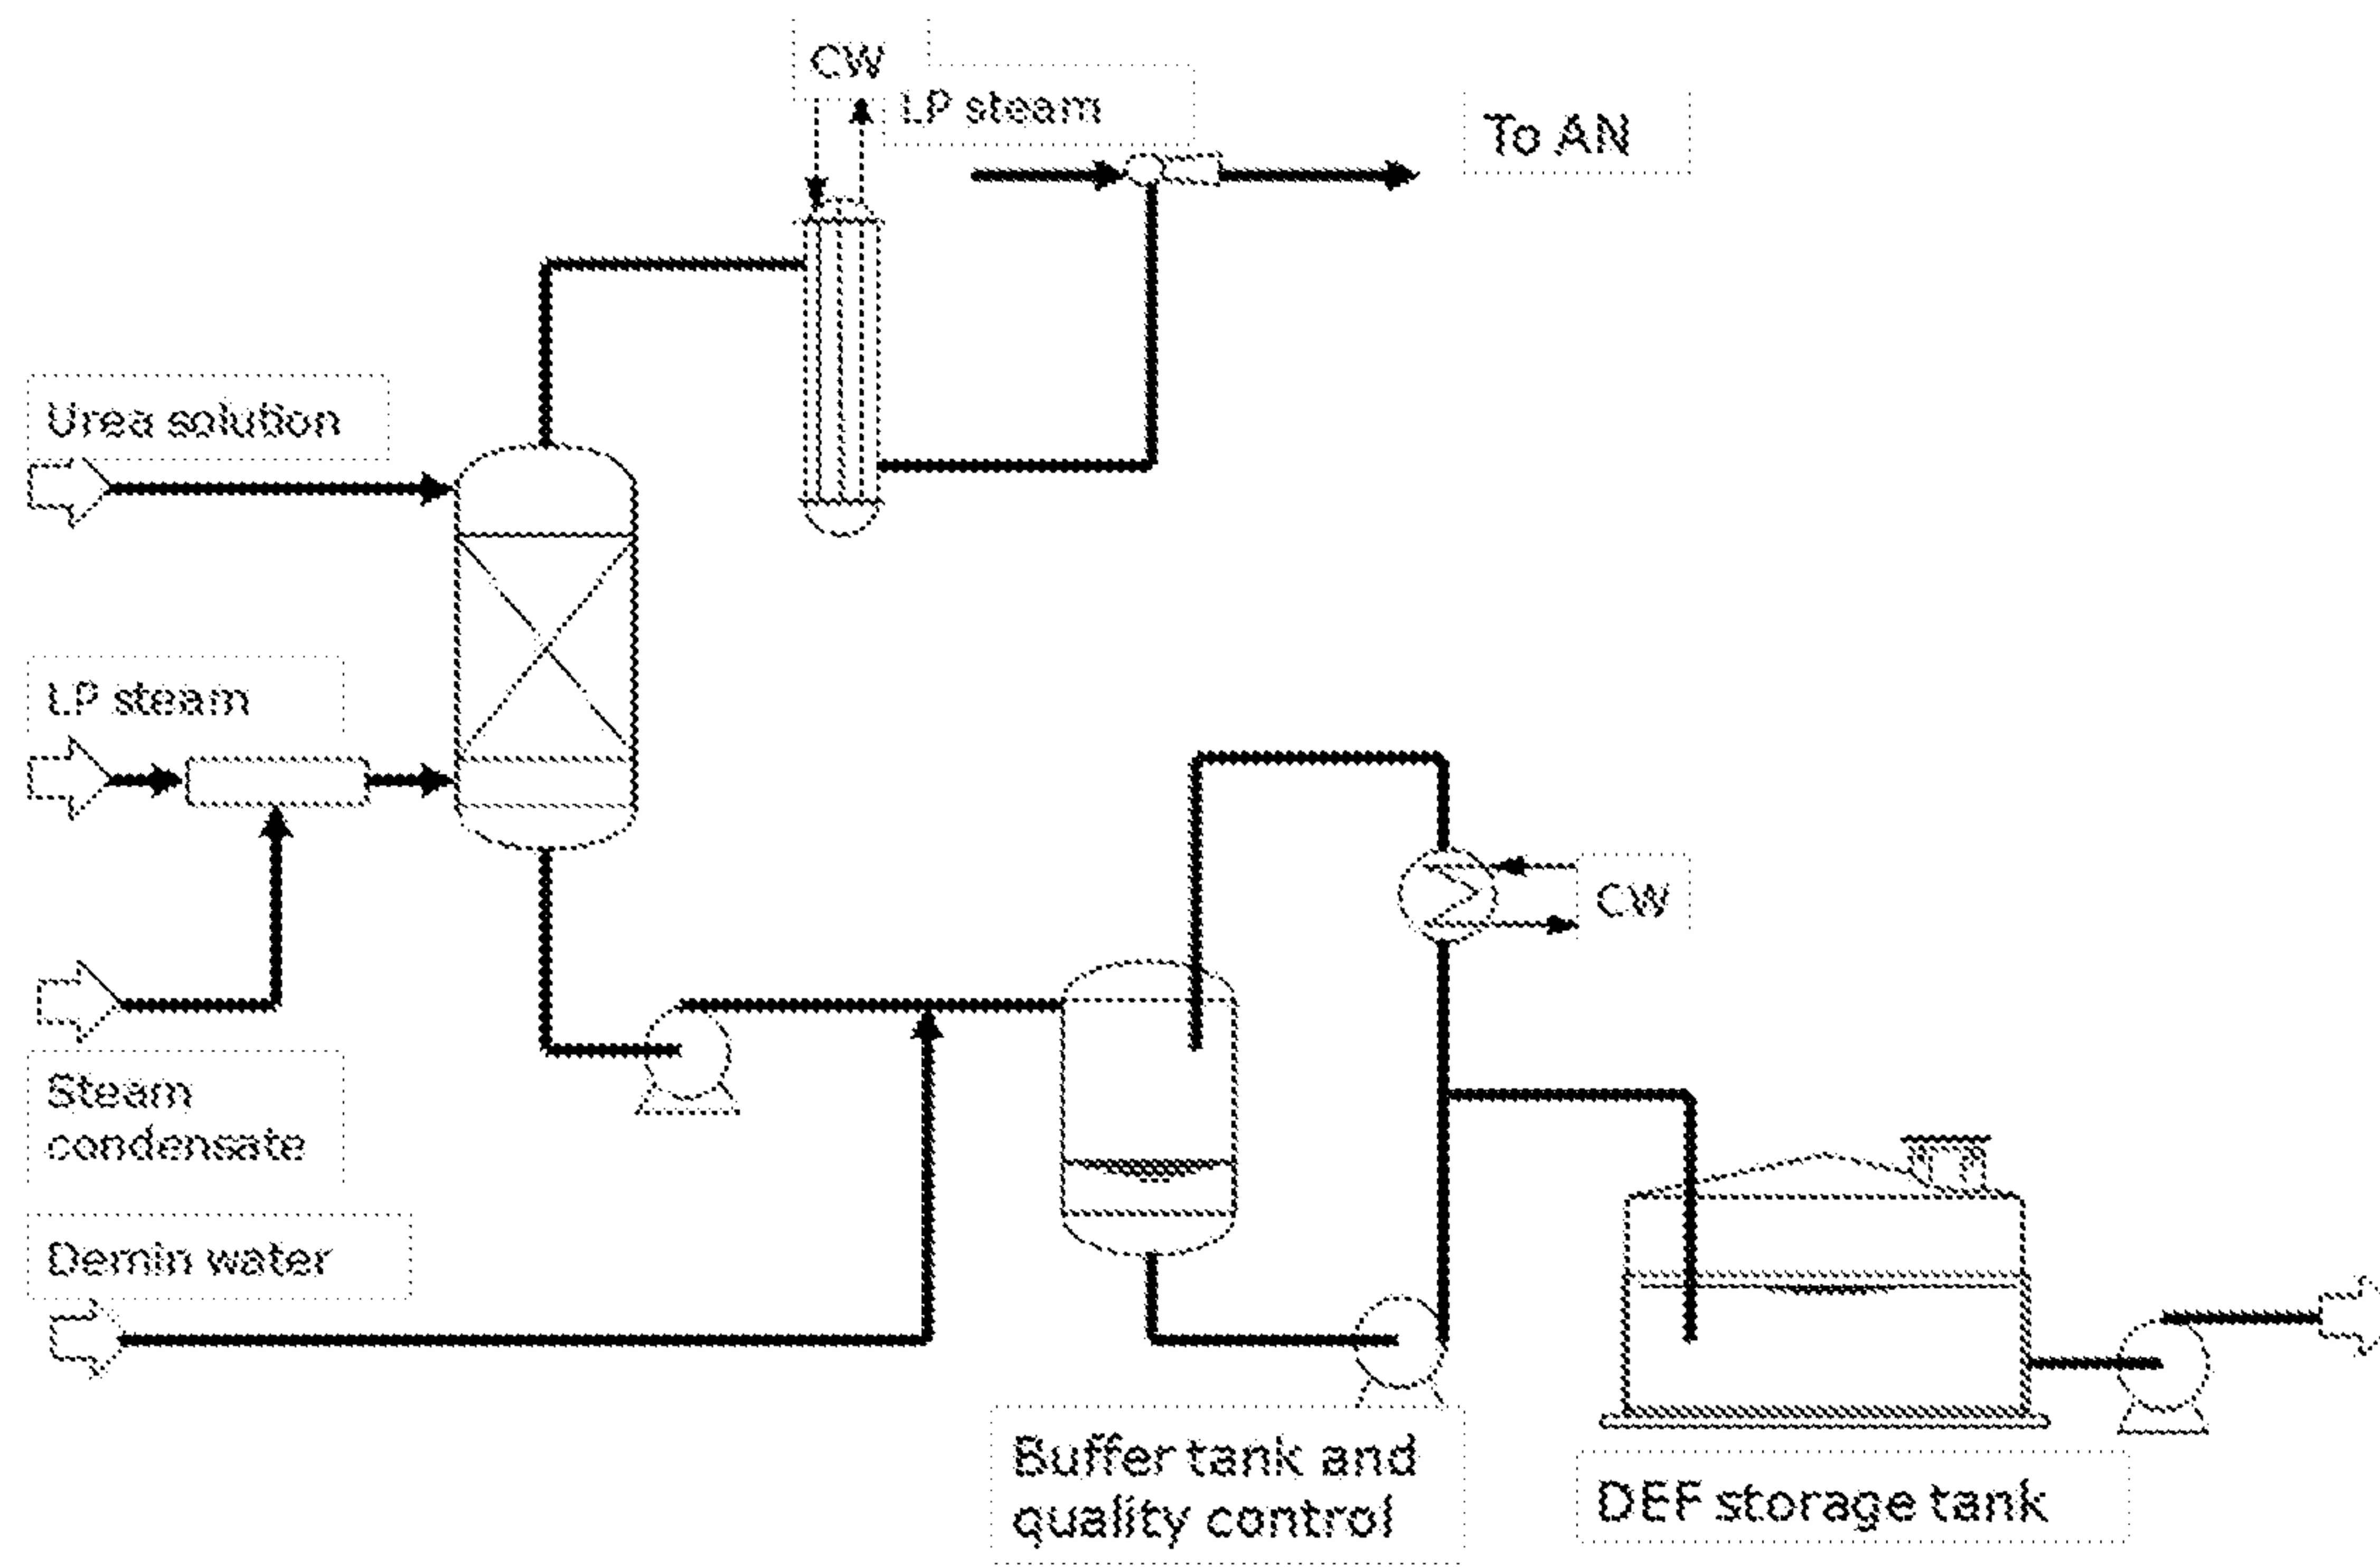 CW
LP steam
To AN
Urea solution
LP steam
CW
Steam
condensate
Demin water
Buffer tank and
quality control
DEF storage tank